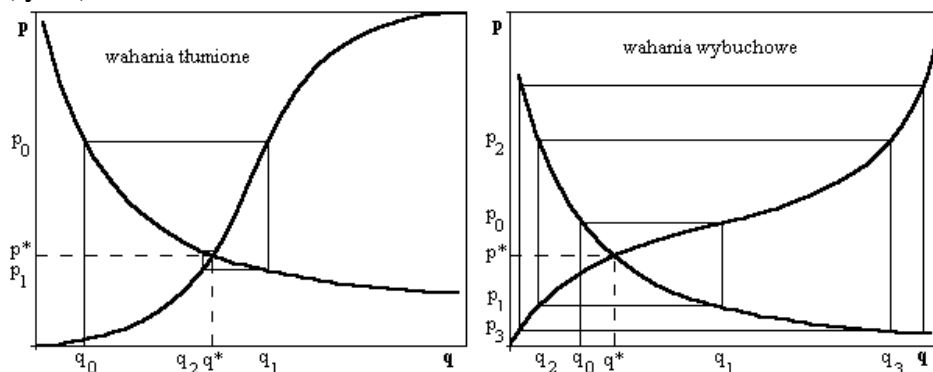 p
wahania tłumione
p0
p*
p1
q0
q2
q*
q1
q
p
wahania wybuchowe
p2
p0
p*
p1
p3
q2
q0
q*
q1
q3
q